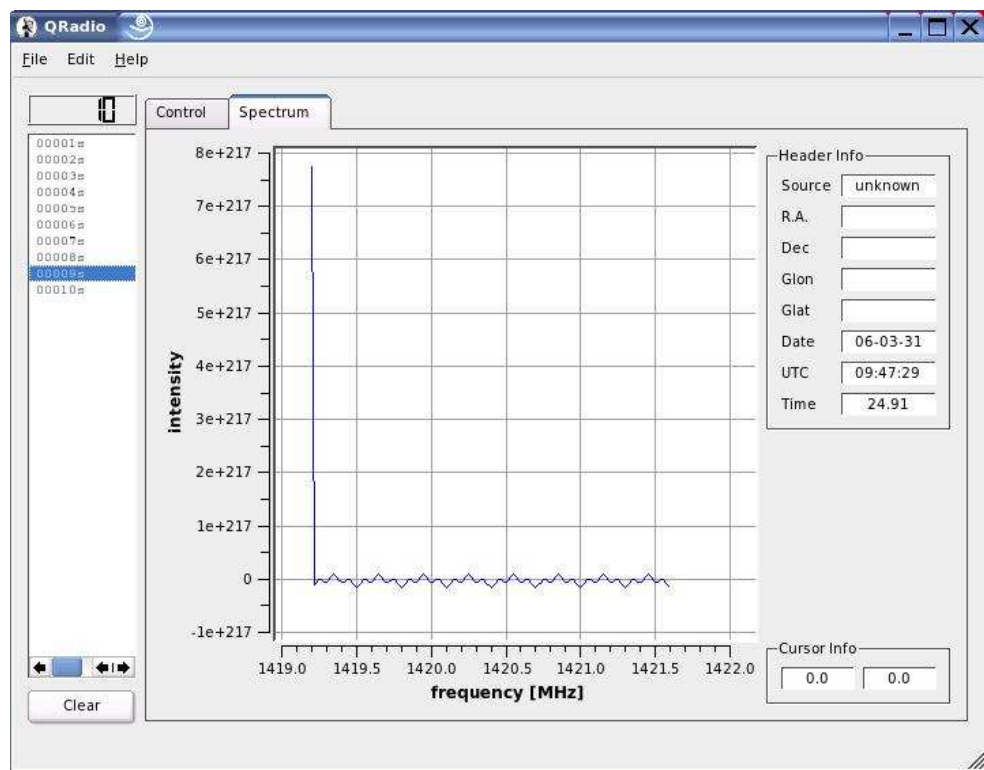 QRadio
File Edit Help
10
Control Spectrum
00001s
00002s
00003s
00004s
00005s
00006s
00007s
00008s
00009s
00010s
Clear
8e+217
7e+217
6e+217
5e+217
4e+217
3e+217
2e+217
1e+217
0
-1e+217
intensity
1419.0 1419.5 1420.0 1420.5 1421.0 1421.5 1422.0
frequency [MHz]
Header Info
Source unknown
R.A.
Dec
Glon
Glat
Date 06-03-31
UTC 09:47:29
Time 24.91
Cursor Info
0.0 0.0